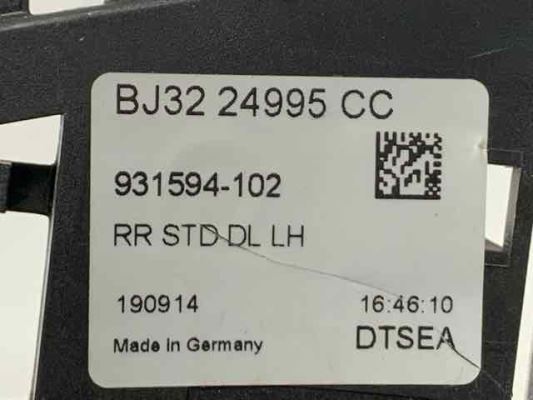 BJ32 24995 CC
931594-102
RR STD DL LH
190914 16:46:10
Made in Germany DTSEA